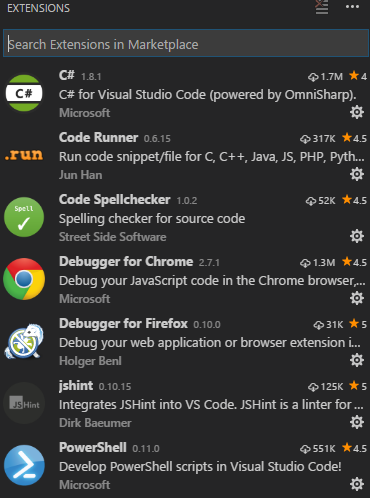 EXTENSIONS
Search Extensions in Marketplace
C# 1.8.1 1.7M ★4
C#
C# for Visual Studio Code (powered by OmniSharp).
Microsoft
Code Runner 0.6.15 317K ★4.5
.run
Run code snippet/file for C, C++, Java, JS, PHP, Pyth...
Jun Han
Code Spellchecker 1.0.2 52K ★4.5
Spell
Spelling checker for source code
Street Side Software
Debugger for Chrome 2.7.1 1.3M ★4.5
Debug your JavaScript code in the Chrome browser,...
Microsoft
Debugger for Firefox 0.10.0 31K ★5
Debug your web application or browser extension i...
Holger Benl
jshint 0.10.15 125K ★5
JSHint
Integrates JSHint into VS Code. JSHint is a linter for ...
Dirk Baeumer
PowerShell 0.11.0 551K ★4.5
Develop PowerShell scripts in Visual Studio Code!
Microsoft